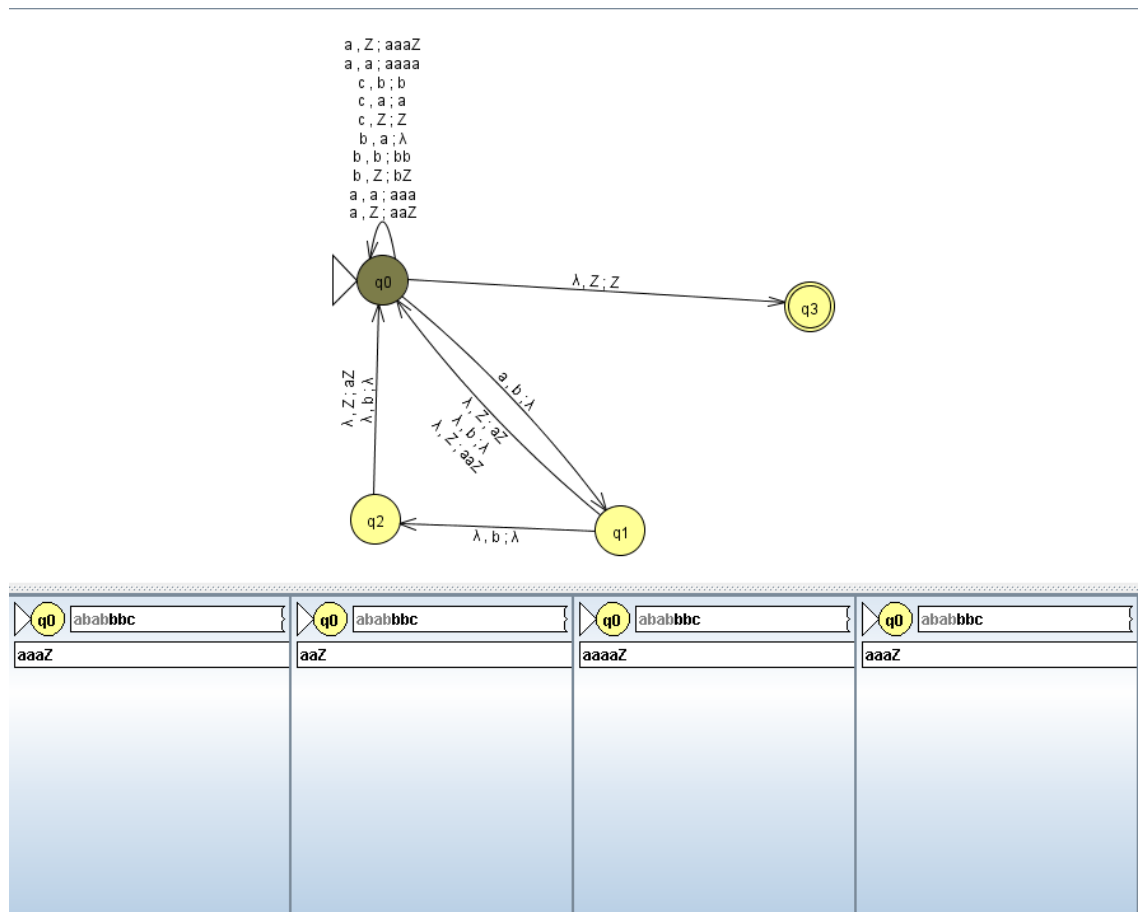 a , Z ; aaaZ
a , a ; aaaa
c , b ; b
c , a ; a
c , Z ; Z
b , a ; λ
b , b ; bb
b , Z ; bZ
a , a ; aaa
a , Z ; aaZ
q0
λ , Z ; Z
q3
a , b ; λ
λ , Z ; aZ
λ , b ; λ
λ , Z ; aaZ
λ , Z ; aZ
λ , b ; λ
q2
λ , b ; λ
q1
q0 ababbbc
aaaZ
q0 ababbbc
aaZ
q0 ababbbc
aaaaZ
q0 ababbbc
aaaZ